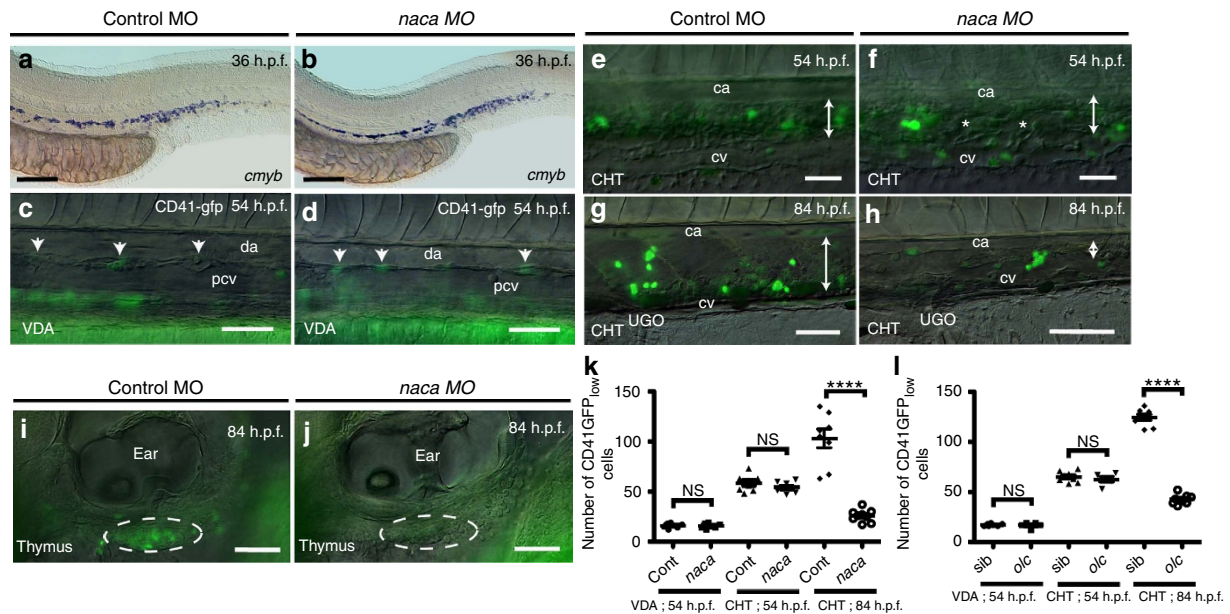 Control MO
naca MO
a
36 h.p.f.
cmyb
b
36 h.p.f.
cmyb
c
CD41-gfp 54 h.p.f.
da
pcv
VDA
d
CD41-gfp 54 h.p.f.
da
pcv
VDA
Control MO
naca MO
e
54 h.p.f.
ca
*
*
cv
CHT
f
54 h.p.f.
ca
cv
CHT
g
84 h.p.f.
ca
cv
UGO
CHT
h
84 h.p.f.
ca
cv
UGO
CHT
Control MO
naca MO
i
84 h.p.f.
Ear
Thymus
j
84 h.p.f.
Ear
Thymus
k
Number of CD41GFPlow
cells
150
100
50
0
NS
NS
****
Cont
naca
Cont
naca
Cont
naca
VDA ; 54 h.p.f.
CHT ; 54 h.p.f.
CHT ; 84 h.p.f.
l
Number of CD41GFPlow
cells
150
100
50
0
NS
NS
****
sib
olc
sib
olc
sib
olc
VDA ; 54 h.p.f.
CHT ; 54 h.p.f.
CHT ; 84 h.p.f.